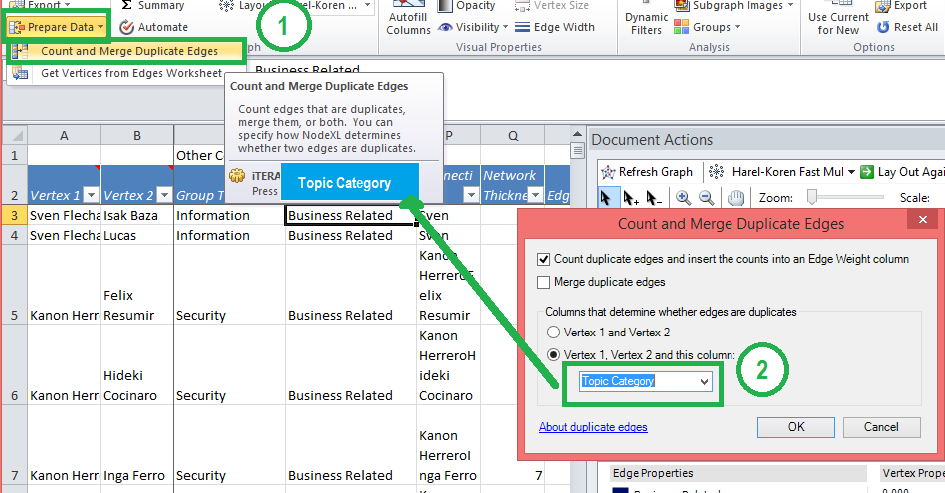 Export
Summary
Layout
Harel-Koren ...
Prepare Data
Automate
1
Count and Merge Duplicate Edges
Get Vertices from Edges Worksheet
Autofill
Columns
Opacity
Vertex Size
Visibility
Edge Width
Visual Properties
Dynamic
Filters
Subgraph Images
Groups
Analysis
Use Current
for New
Export
Reset All
Options
Business Related
Count and Merge Duplicate Edges
Count edges that are duplicates,
merge them, or both. You can
specify how NodeXL determines
whether two edges are duplicates.
Press
Topic Category
A B P Q
1 Other C
2 Vertex 1 Vertex 2 Group T Network
Thickne Edg
3 Sven Flecha Isak Baza Information Business Related Sven
4 Sven Flecha Lucas Information Business Related Sven
5 Kanon Herr Felix
Resumir Security Business Related Kanon
elix
Resumir
6 Kanon Herr Hideki
Cocinaro Security Business Related Kanon
HerreroH
ideki
Cocinaro
7 Kanon Herr Inga Ferro Security Business Related Kanon
HerreroI
nga Ferro 7
Document Actions
Refresh Graph
Harel-Koren Fast Mul
Lay Out Again
Zoom:
Scale:
Count and Merge Duplicate Edges
Count duplicate edges and insert the counts into an Edge Weight column
Merge duplicate edges
Columns that determine whether edges are duplicates
Vertex 1 and Vertex 2
Vertex 1, Vertex 2 and this column:
Topic Category
2
About duplicate edges
OK
Cancel
Edge Properties
Vertex Prope